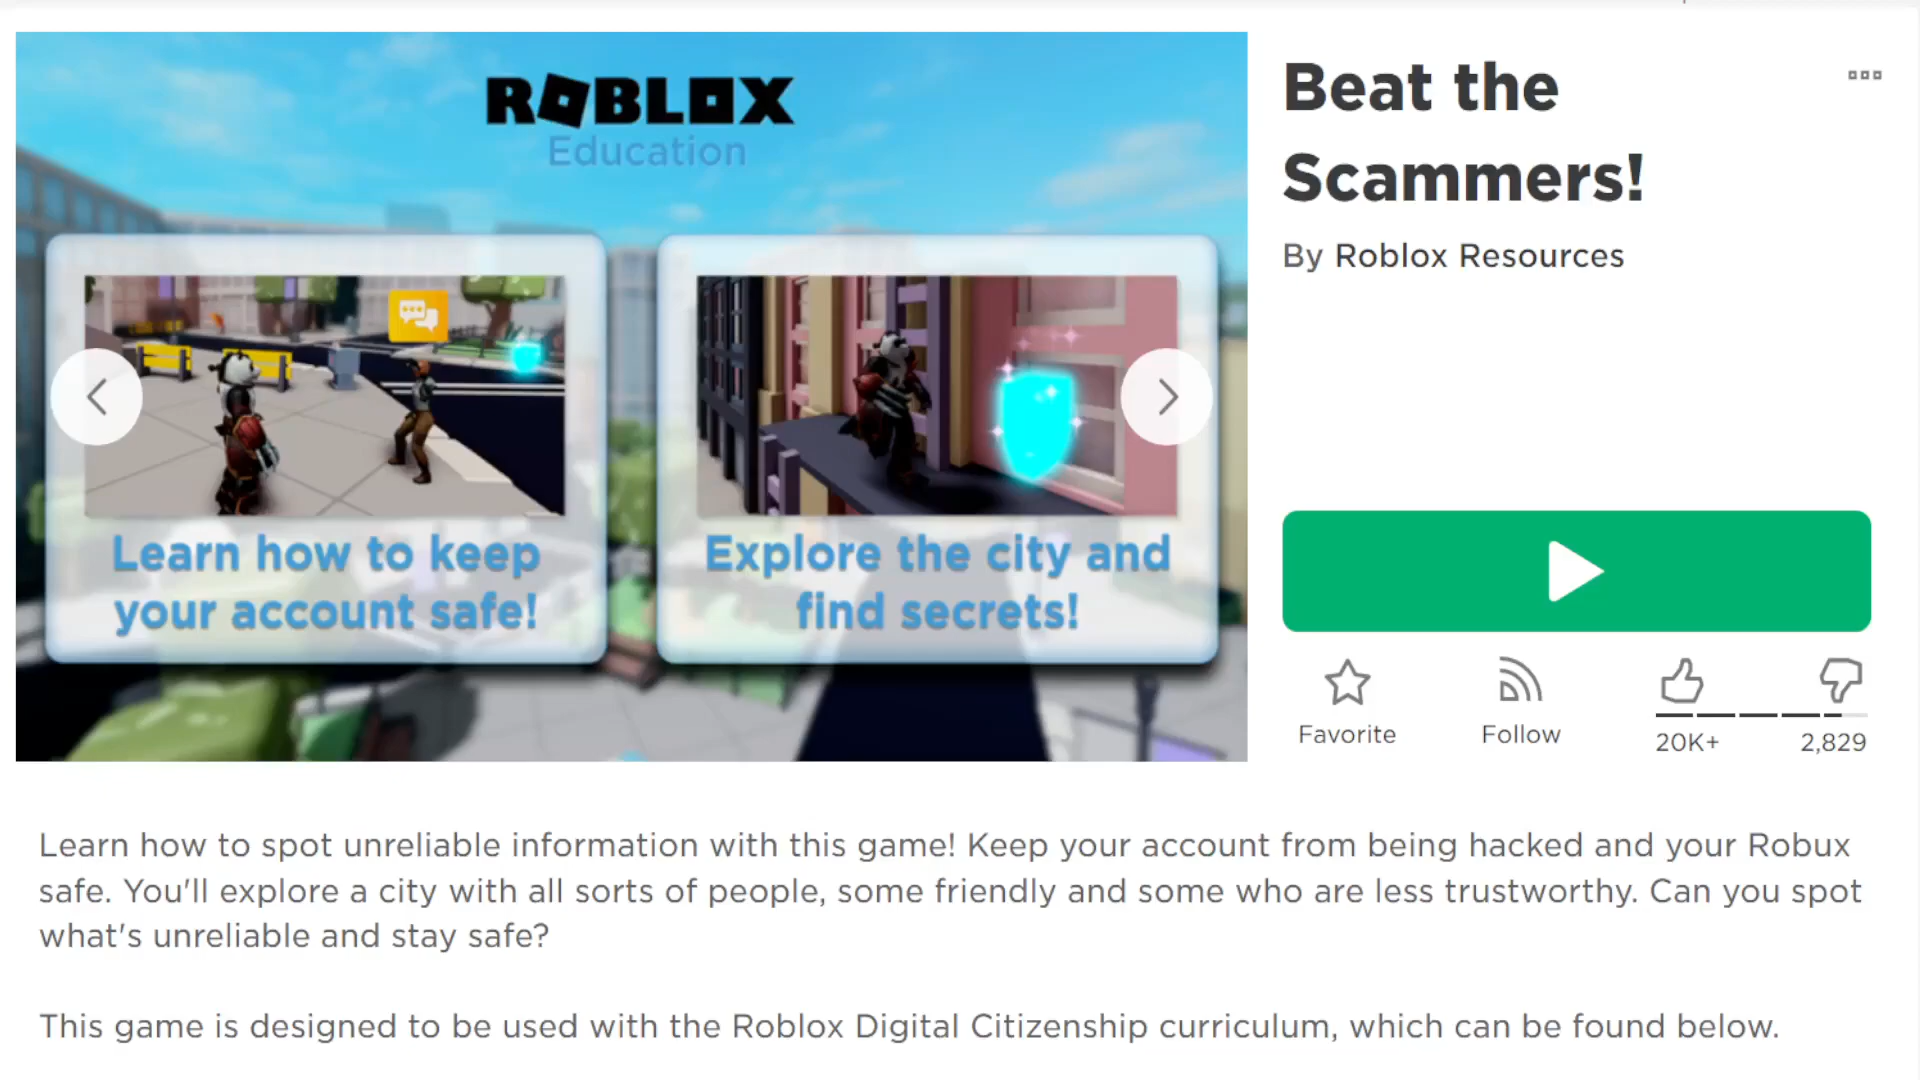 ROBLOX
Education
Learn how to keep
your account safe!
Explore the city and
find secrets!
Beat the
Scammers!
By Roblox Resources
Favorite
Follow
20K+
2,829
Learn how to spot unreliable information with this game! Keep your account from being hacked and your Robux
safe. You'll explore a city with all sorts of people, some friendly and some who are less trustworthy. Can you spot
what's unreliable and stay safe?
This game is designed to be used with the Roblox Digital Citizenship curriculum, which can be found below.